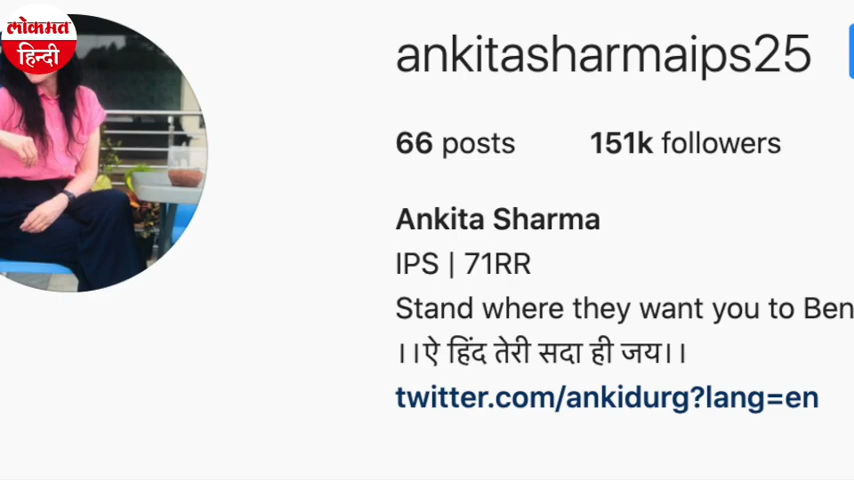 लोकमत
हिन्दी
ankitasharmaips25
66 posts 151k followers
Ankita Sharma
IPS | 71RR
Stand where they want you to Ben
।।ऐ हिंद तेरी सदा ही जय।।
twitter.com/ankidurg?lang=en